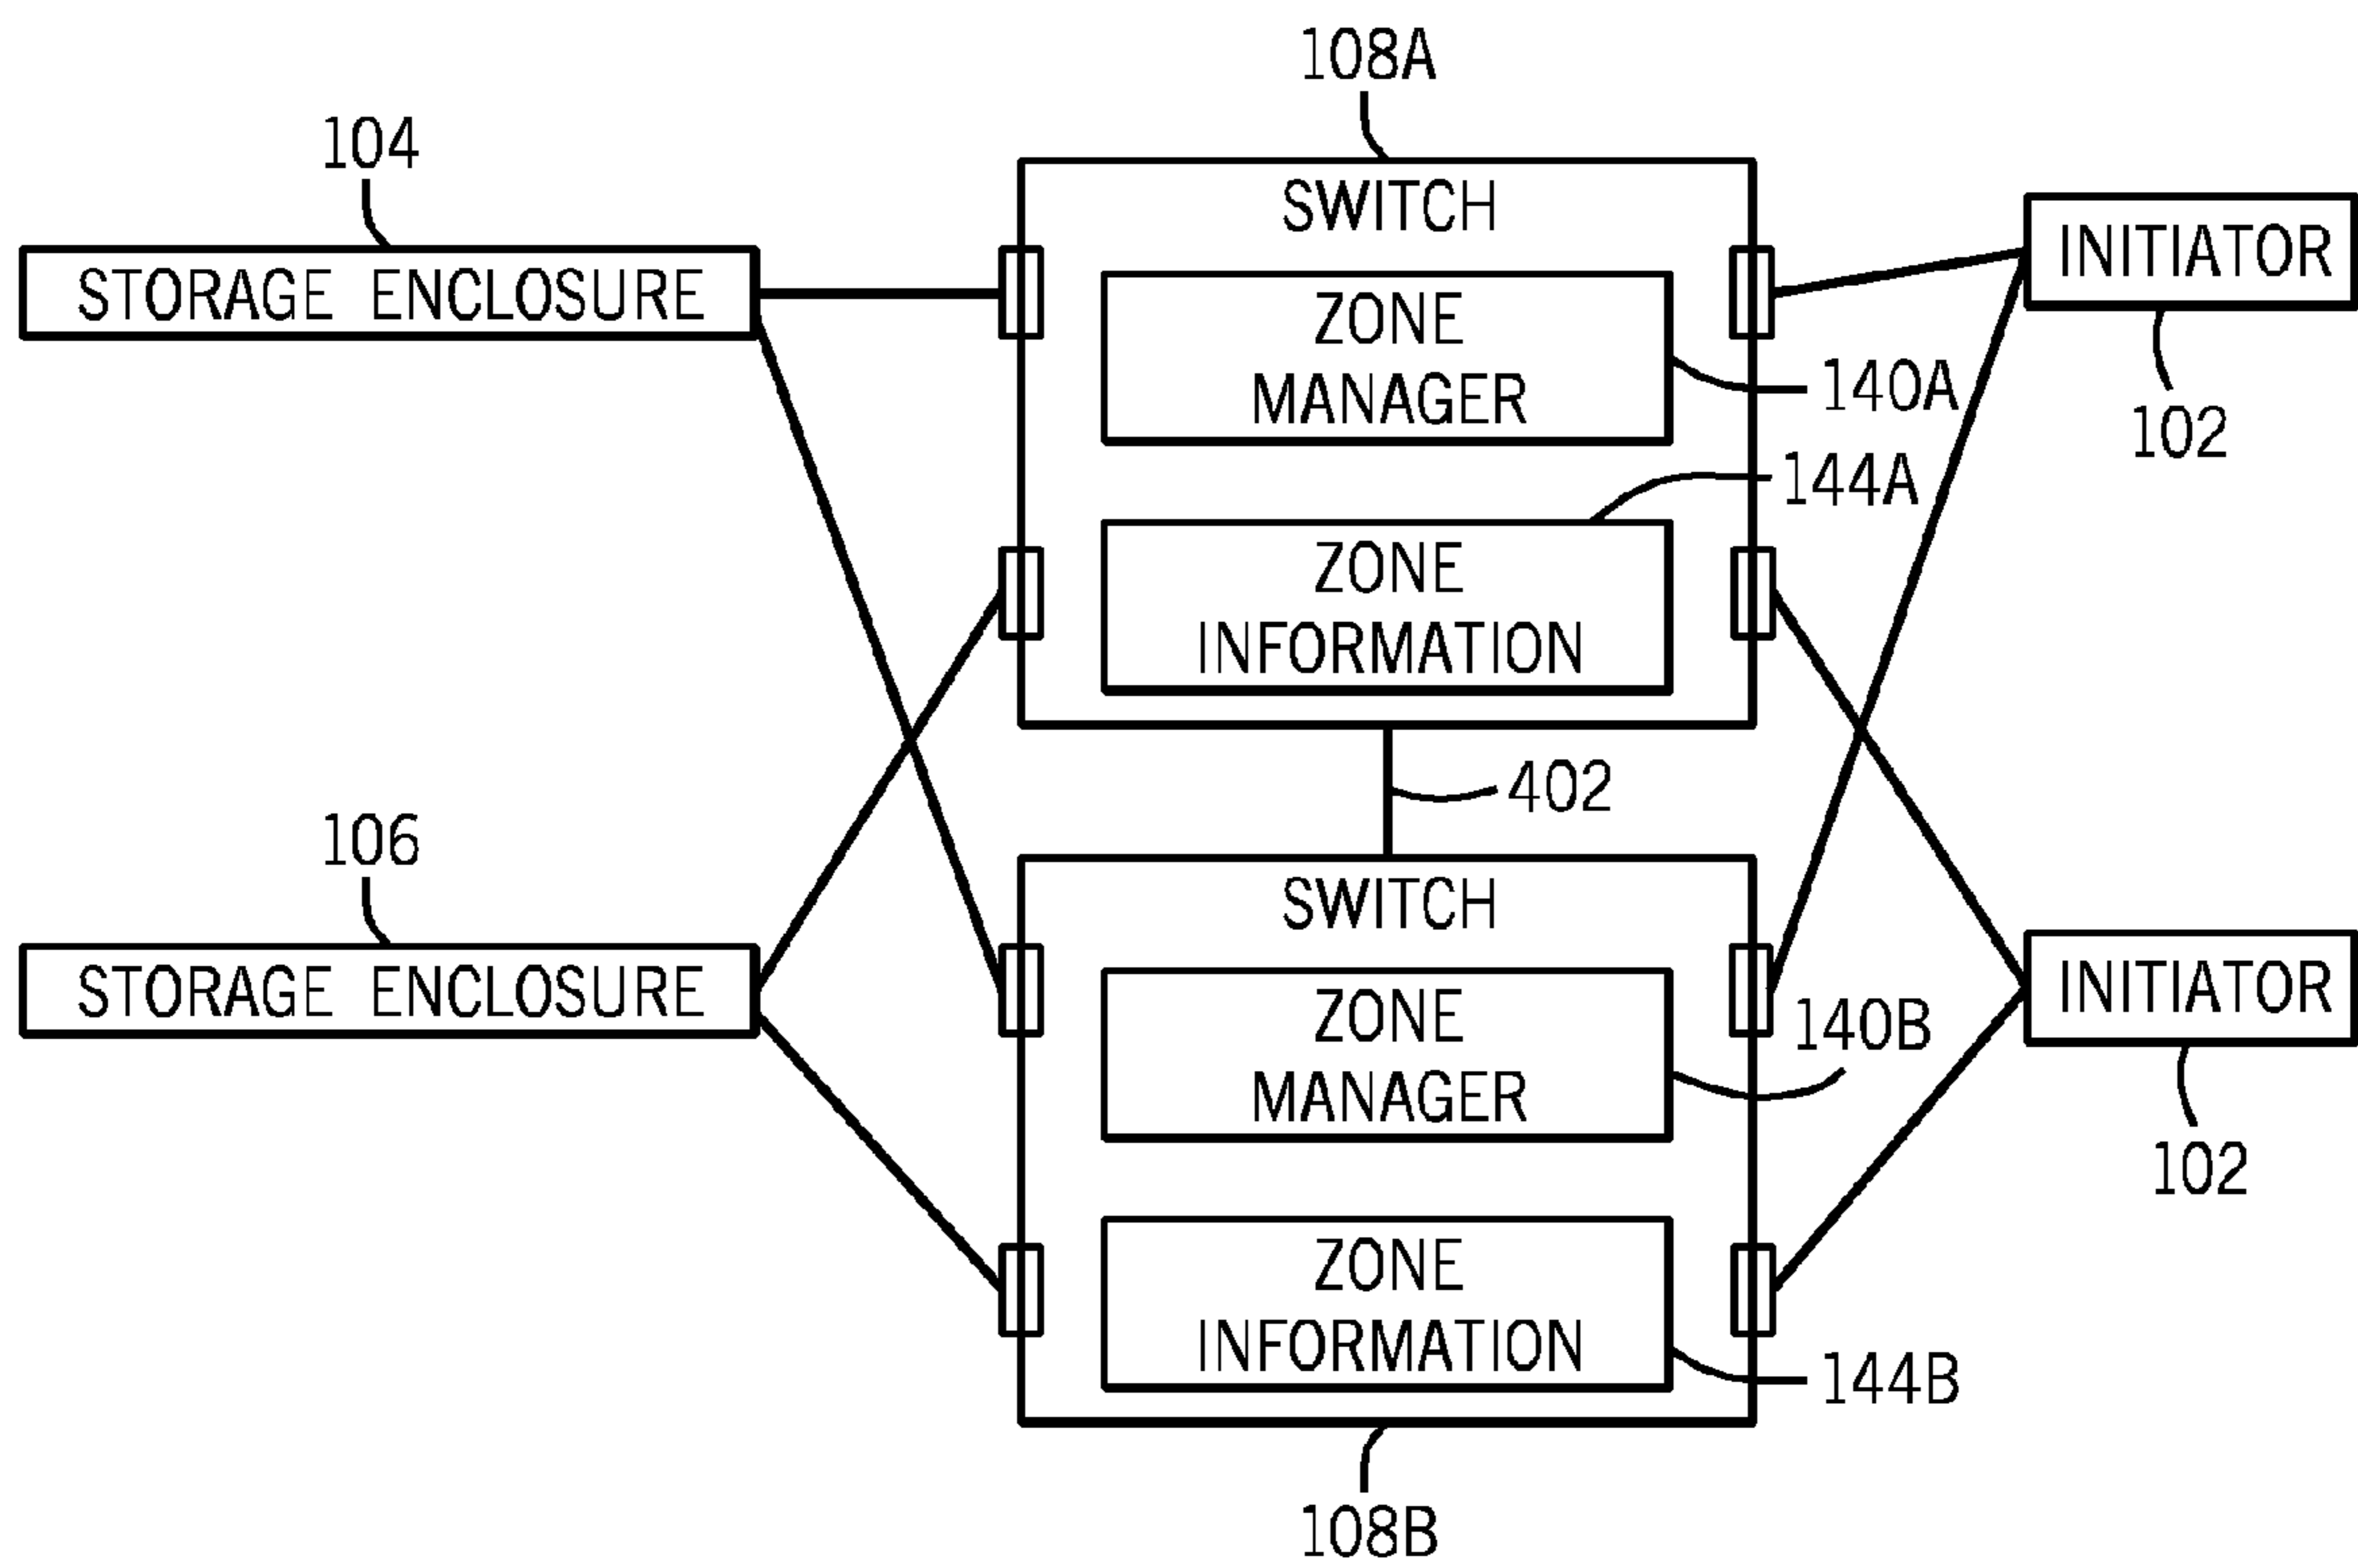 108A
104
SWITCH
STORAGE ENCLOSURE
INITIATOR
ZONE
MANAGER
140A
102
144A
ZONE
INFORMATION
402
106
SWITCH
STORAGE ENCLOSURE
INITIATOR
ZONE
MANAGER
140B
102
ZONE
INFORMATION
144B
108B